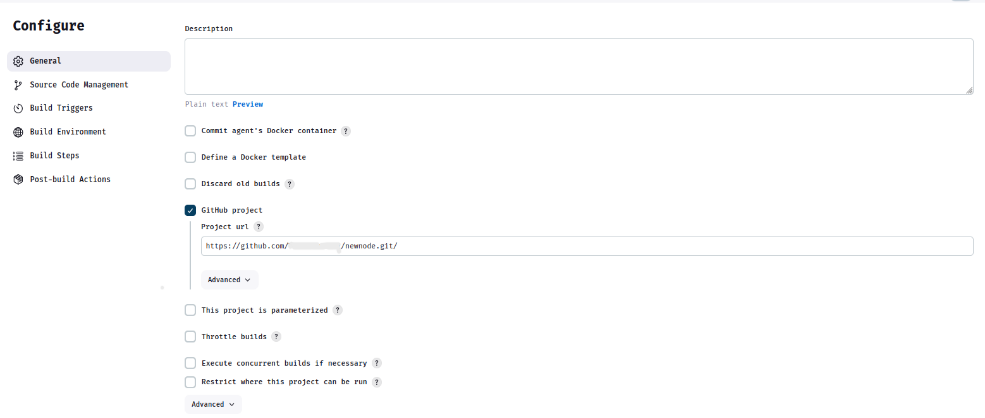 Configure
General
Source Code Management
Build Triggers
Build Environment
Build Steps
Post-build Actions
Description
Plain text Preview
Commit agent's Docker container ?
Define a Docker template
Discard old builds ?
GitHub project
Project url ?
https://github.com/ /newnode.git/
Advanced
This project is parameterized ?
Throttle builds ?
Execute concurrent builds if necessary ?
Restrict where this project can be run ?
Advanced